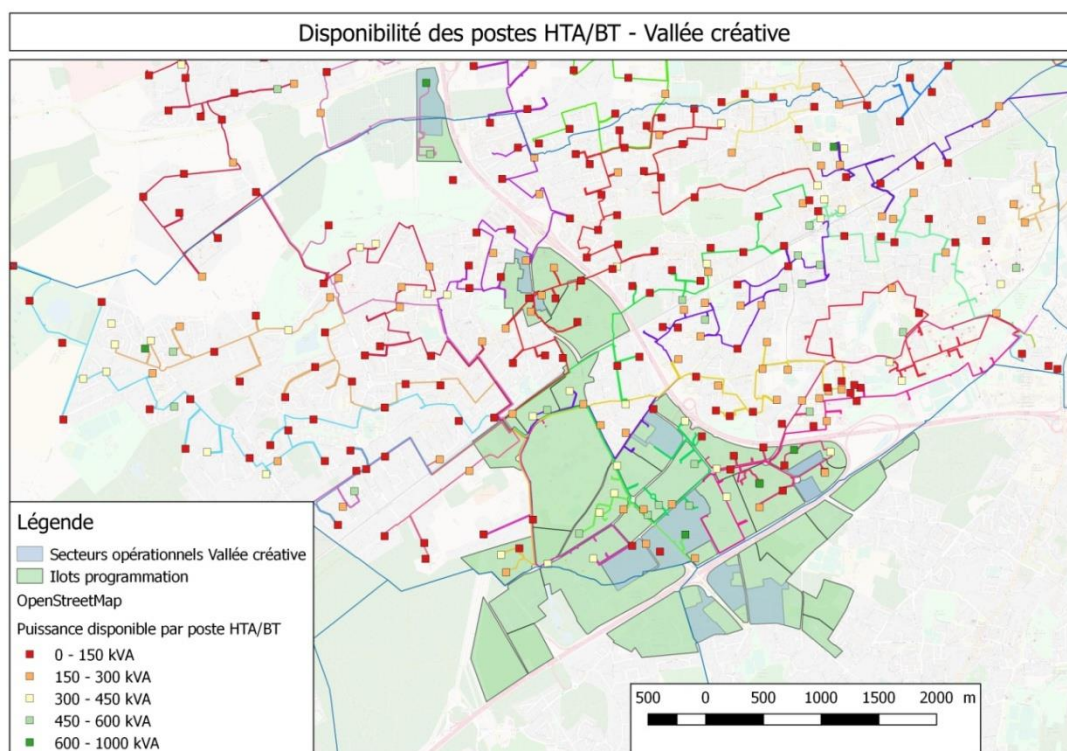 Disponibilité des postes HTA/BT - Vallée créative
Légende
Secteurs opérationnels Vallée créative
Ilots programmation
OpenStreetMap
Puissance disponible par poste HTA/BT
0 - 150 kVA
150 - 300 kVA
300 - 450 kVA
450 - 600 kVA
600 - 1000 kVA
500 0 500 1000 1500 2000 m